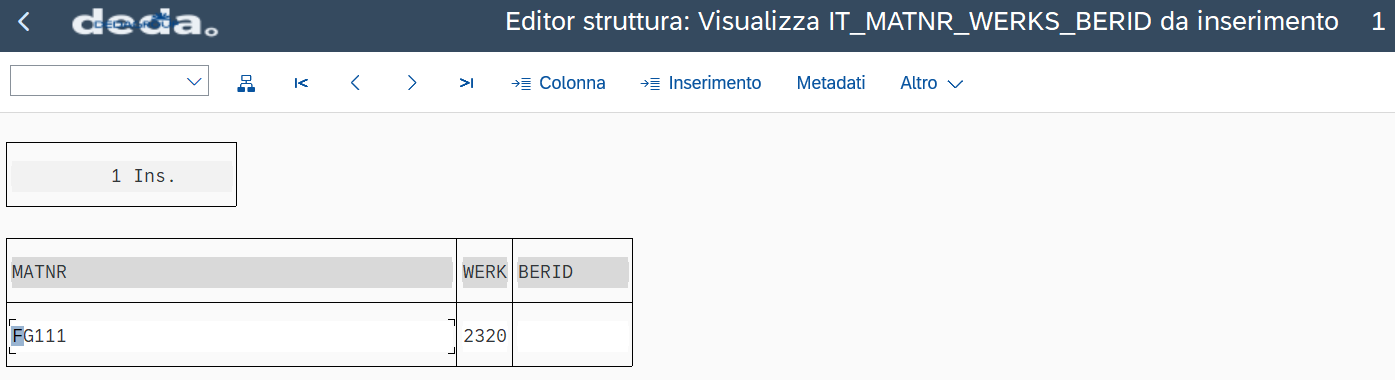 deda.
Editor struttura: Visualizza IT_MATNR_WERKS_BERID da inserimento 1
Colonna Inserimento Metadati Altro
1 Ins.
MATNR WERK BERID
FG111 2320